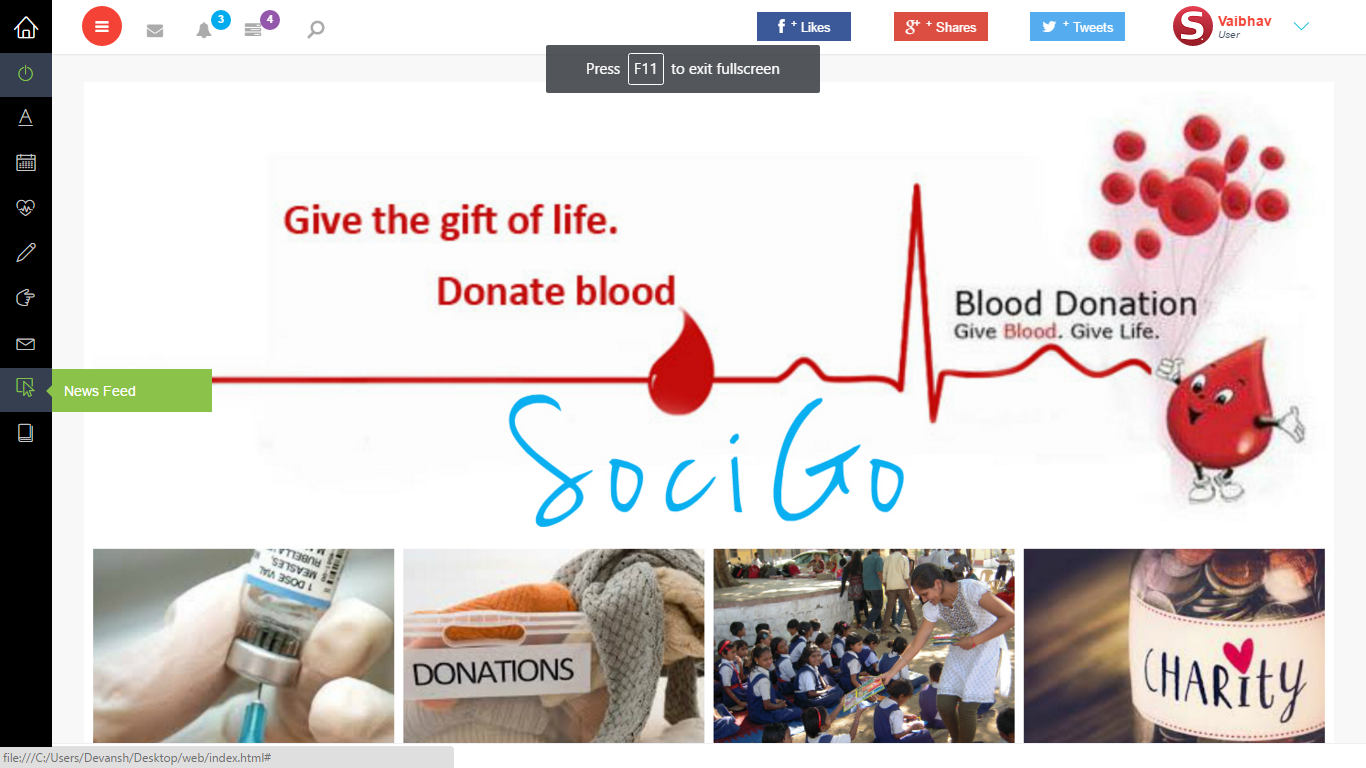 3
4
+ Likes
+ Shares
+ Tweets
S
Vaibhav
User
Press F11 to exit fullscreen
Give the gift of life.
Donate blood
Blood Donation
Give Blood. Give Life.
News Feed
SociGo
MEASLES,
RUBELLA
1 DOSE VIAL
DONATIONS
CHARITY
file:///C:/Users/Devansh/Desktop/web/index.html#